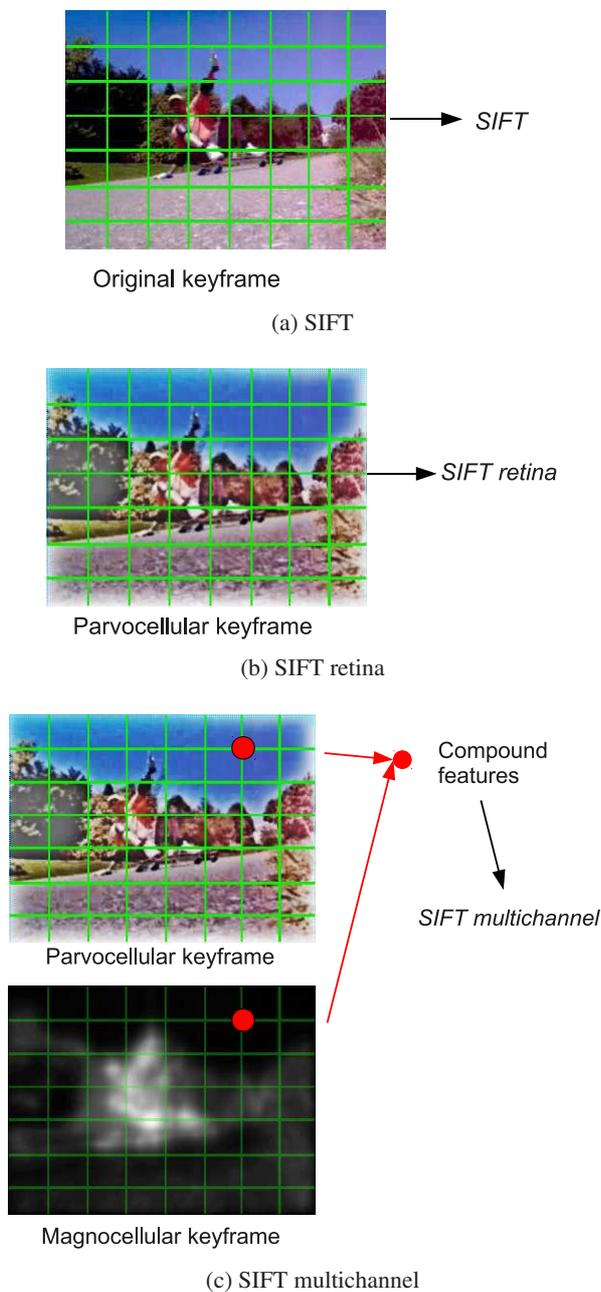 SIFT
Original keyframe
(a) SIFT
SIFT retina
Parvocellular keyframe
(b) SIFT retina
Compound
features
SIFT multichannel
Parvocellular keyframe
Magnocellular keyframe
(c) SIFT multichannel